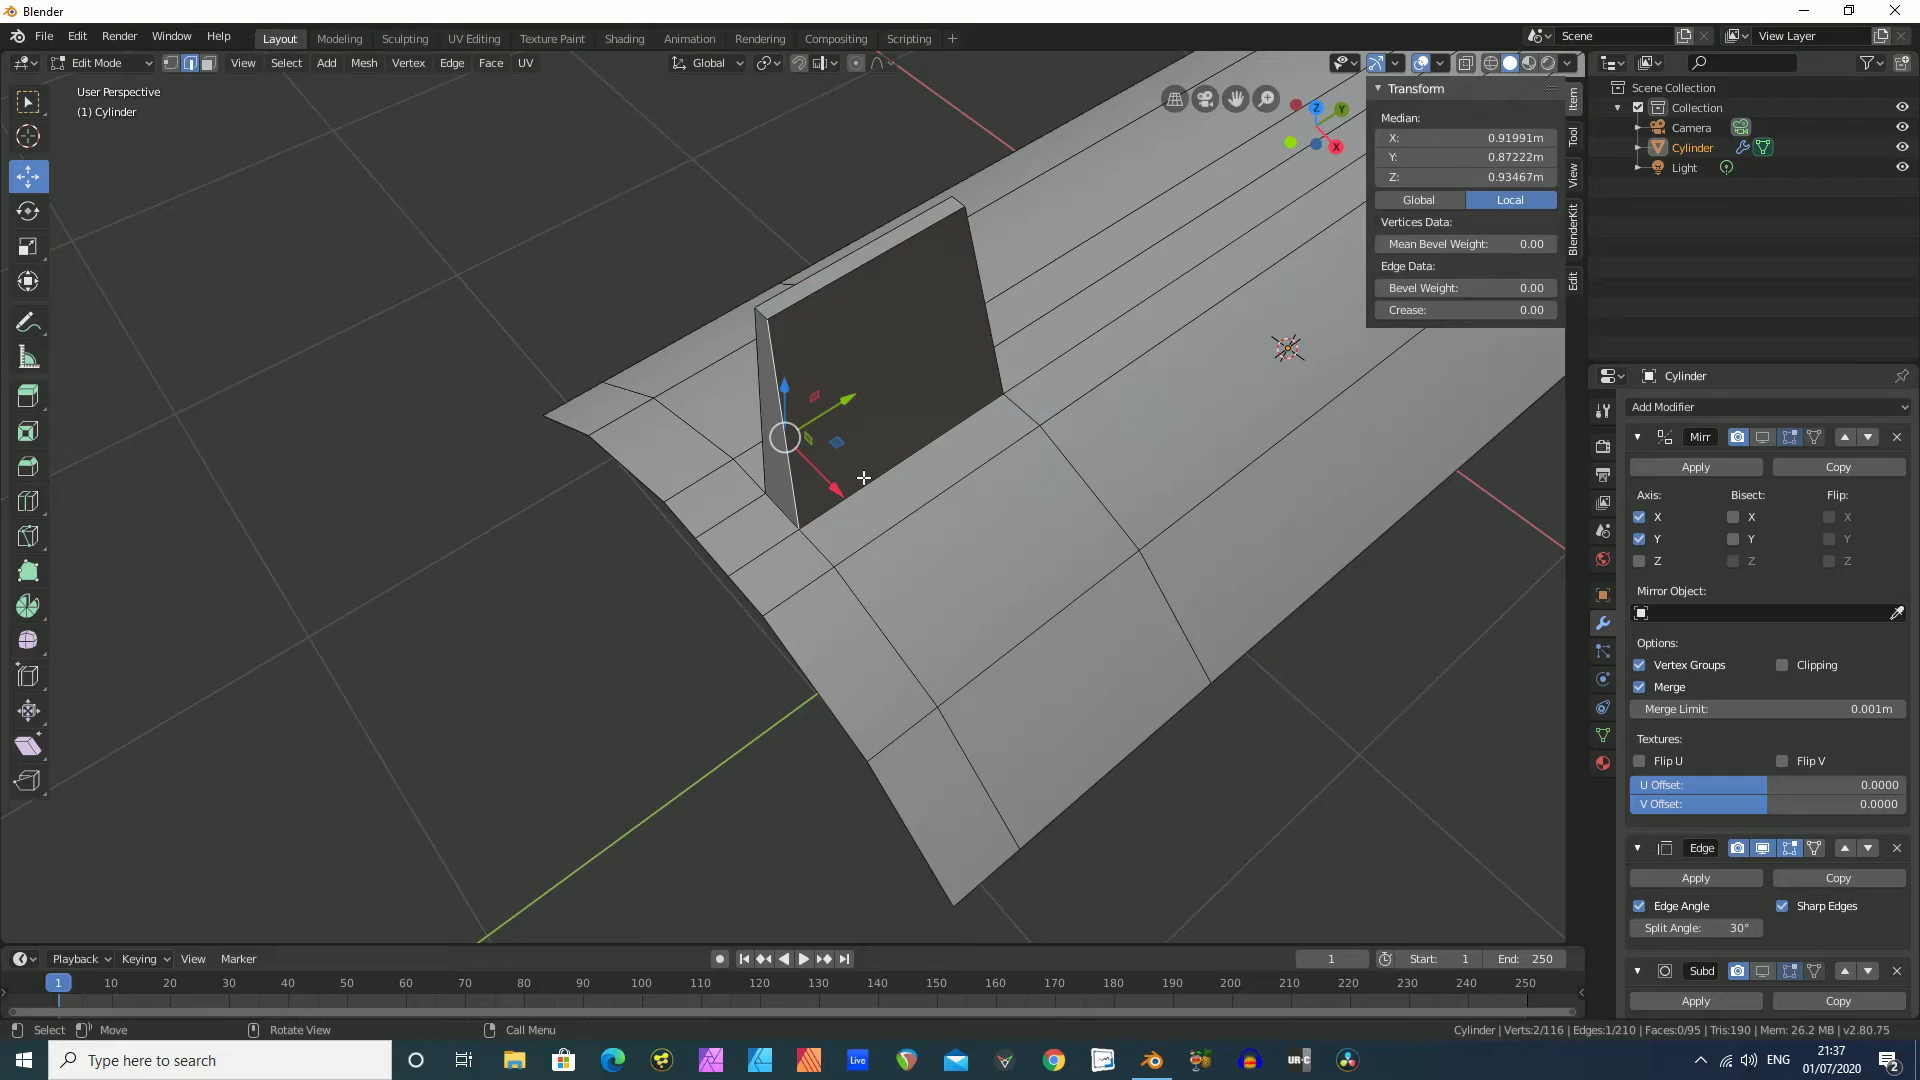 Blender
File Edit Render Window Help
Layout Modeling Sculpting UV Editing Texture Paint Shading Animation Rendering Compositing Scripting
Scene
View Layer
Edit Mode View Select Add Mesh Vertex Edge Face UV
Global
User Perspective
(1) Cylinder
Z
Y
X
Transform
Median:
X: 0.91991m
Y: 0.87222m
Z: 0.93467m
Global Local
Vertices Data:
Mean Bevel Weight: 0.00
Edge Data:
Bevel Weight: 0.00
Crease: 0.00
Item
Tool
View
BlenderKit
Edit
Scene Collection
Collection
Camera
Cylinder
Light
Cylinder
Add Modifier
Mirr
Apply Copy
Axis: Bisect: Flip:
X X X
Y Y Y
Z Z Z
Mirror Object:
Options:
Vertex Groups Clipping
Merge
Merge Limit: 0.001m
Textures:
Flip U Flip V
U Offset: 0.0000
V Offset: 0.0000
Edge
Apply Copy
Edge Angle Sharp Edges
Split Angle: 30°
Subd
Apply Copy
Playback Keying View Marker
1 Start: 1 End: 250
1 10 20 30 40 50 60 70 80 90 100 110 120 130 140 150 160 170 180 190 200 210 220 230 240 250
Select Move Rotate View Call Menu
Cylinder | Verts:2/116 | Edges:1/210 | Faces:0/95 | Tris:190 | Mem: 26.2 MB | v2.80.75
Type here to search
Live
UR-C
ENG
21:37
01/07/2020
2